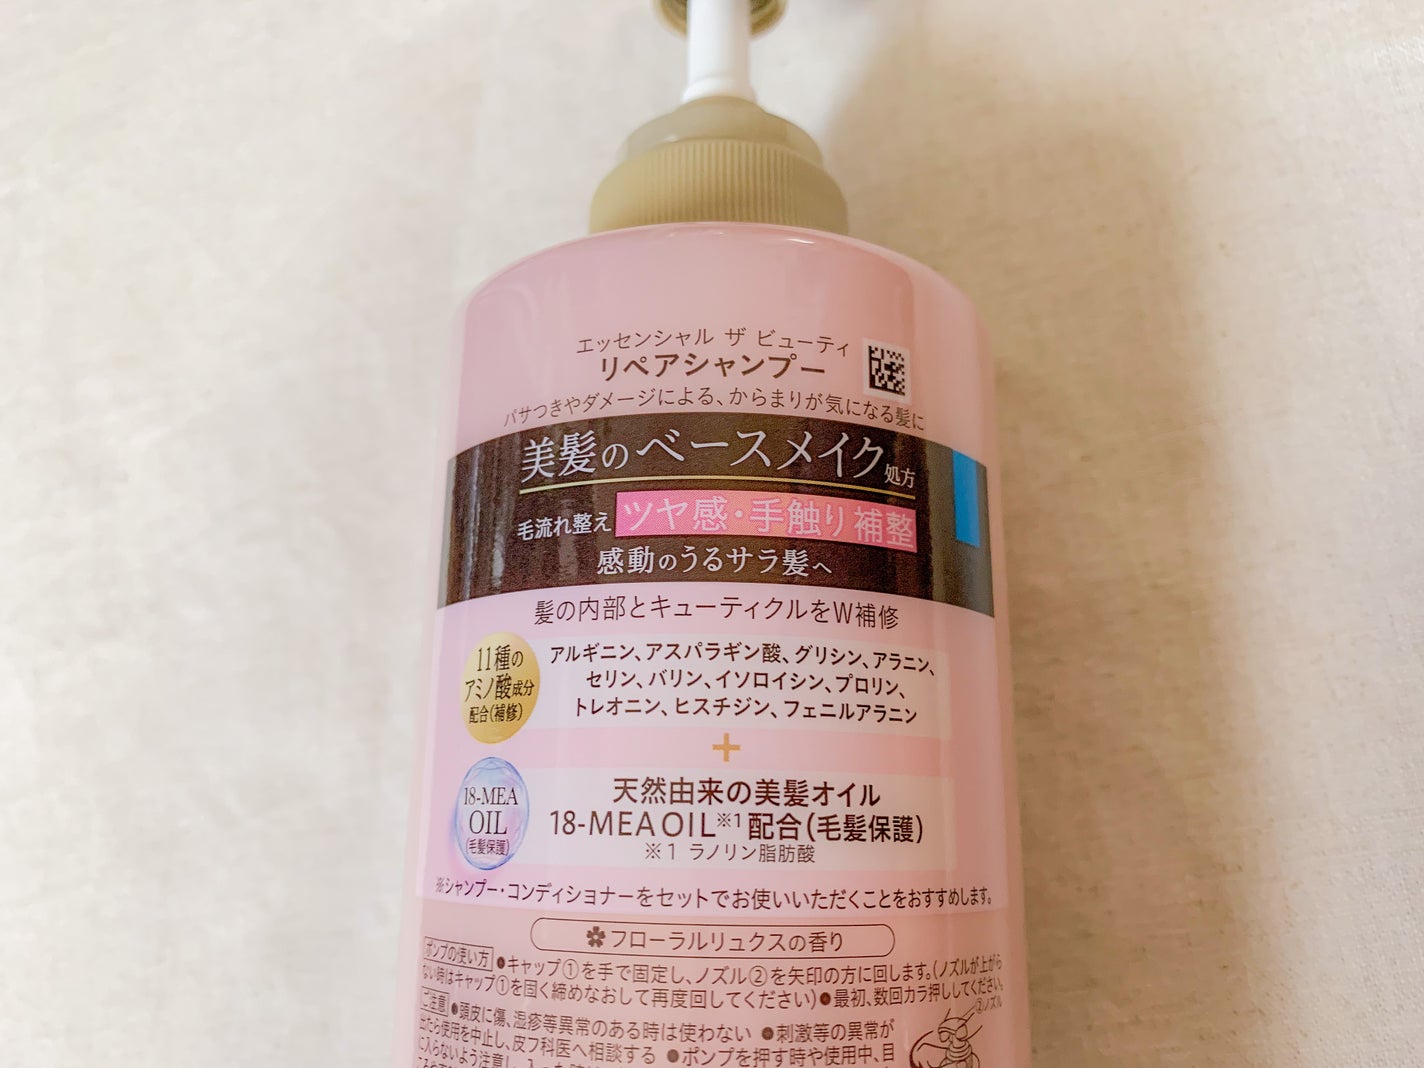 エッセンシャル ザ ビューティ
リペアシャンプー
パサつきやダメージによる、からまりが気になる髪に
美髪のベースメイク処方
毛流れ整え ツヤ感・手触り補整
感動のうるサラ髪へ
髪の内部とキューティクルをW補修
11種の
アミノ酸成分
配合(補修)
アルギニン、アスパラギン酸、グリシン、アラニン、
セリン、バリン、イソロイシン、プロリン、
トレオニン、ヒスチジン、フェニルアラニン
+
18-MEA
OIL
(毛髪保護)
天然由来の美髪オイル
18-MEA OIL※1 配合(毛髪保護)
※1 ラノリン脂肪酸
※シャンプー・コンディショナーをセットでお使いいただくことをおすすめします。
フローラルリュクスの香り
ポンプの使い方 ●キャップ①を手で固定し、ノズル②を矢印の方に回します。(ノズルが上がら
ない時はキャップ①を固く締めなおして再度回してください)●最初、数回カラ押ししてください。
②ノズル
ご注意 ●頭皮に傷、湿疹等異常のある時は使わない ●刺激等の異常が
出たら使用を中止し、皮フ科医へ相談する ●ポンプを押す時や使用中、目
に入らないよう注意し、